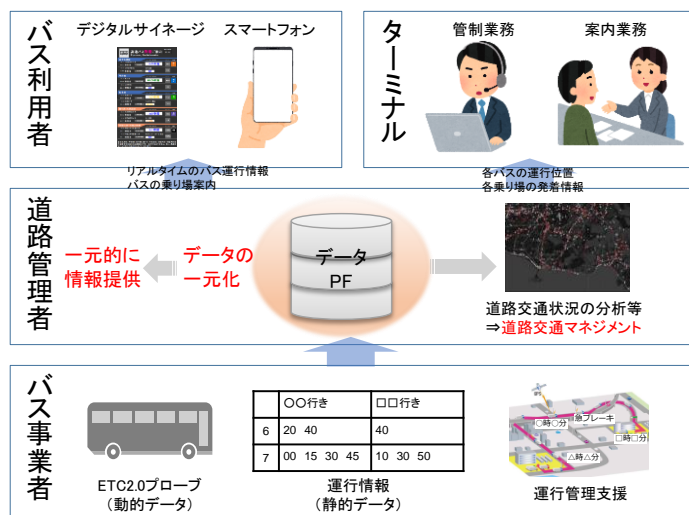 バス利用者
デジタルサイネージ
スマートフォン
ターミナル
管制業務
案内業務
リアルタイムのバス運行情報
バスの乗り場案内
各バスの運行位置
各乗り場の発着情報
道路管理者
一元的に
情報提供
データの
一元化
データ
PF
道路交通状況の分析等
⇒道路交通マネジメント
バス事業者
ETC2.0プローブ
（動的データ）
〇〇行き 口口行き
6 20 40 40
7 00 15 30 45 10 30 50
運行情報
（静的データ）
急ブレーキ
〇時〇分
口時口分
△時△分
運行管理支援